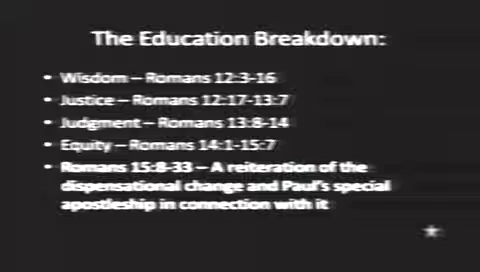 The Education Breakdown:
• Wisdom – Romans 12:3-16
• Justice – Romans 12:17-13:7
• Judgment – Romans 13:8-14
• Equity – Romans 14:1-15:7
• Romans 15:8-33 – A reiteration of the
dispensational change and Paul's special
apostleship in connection with it